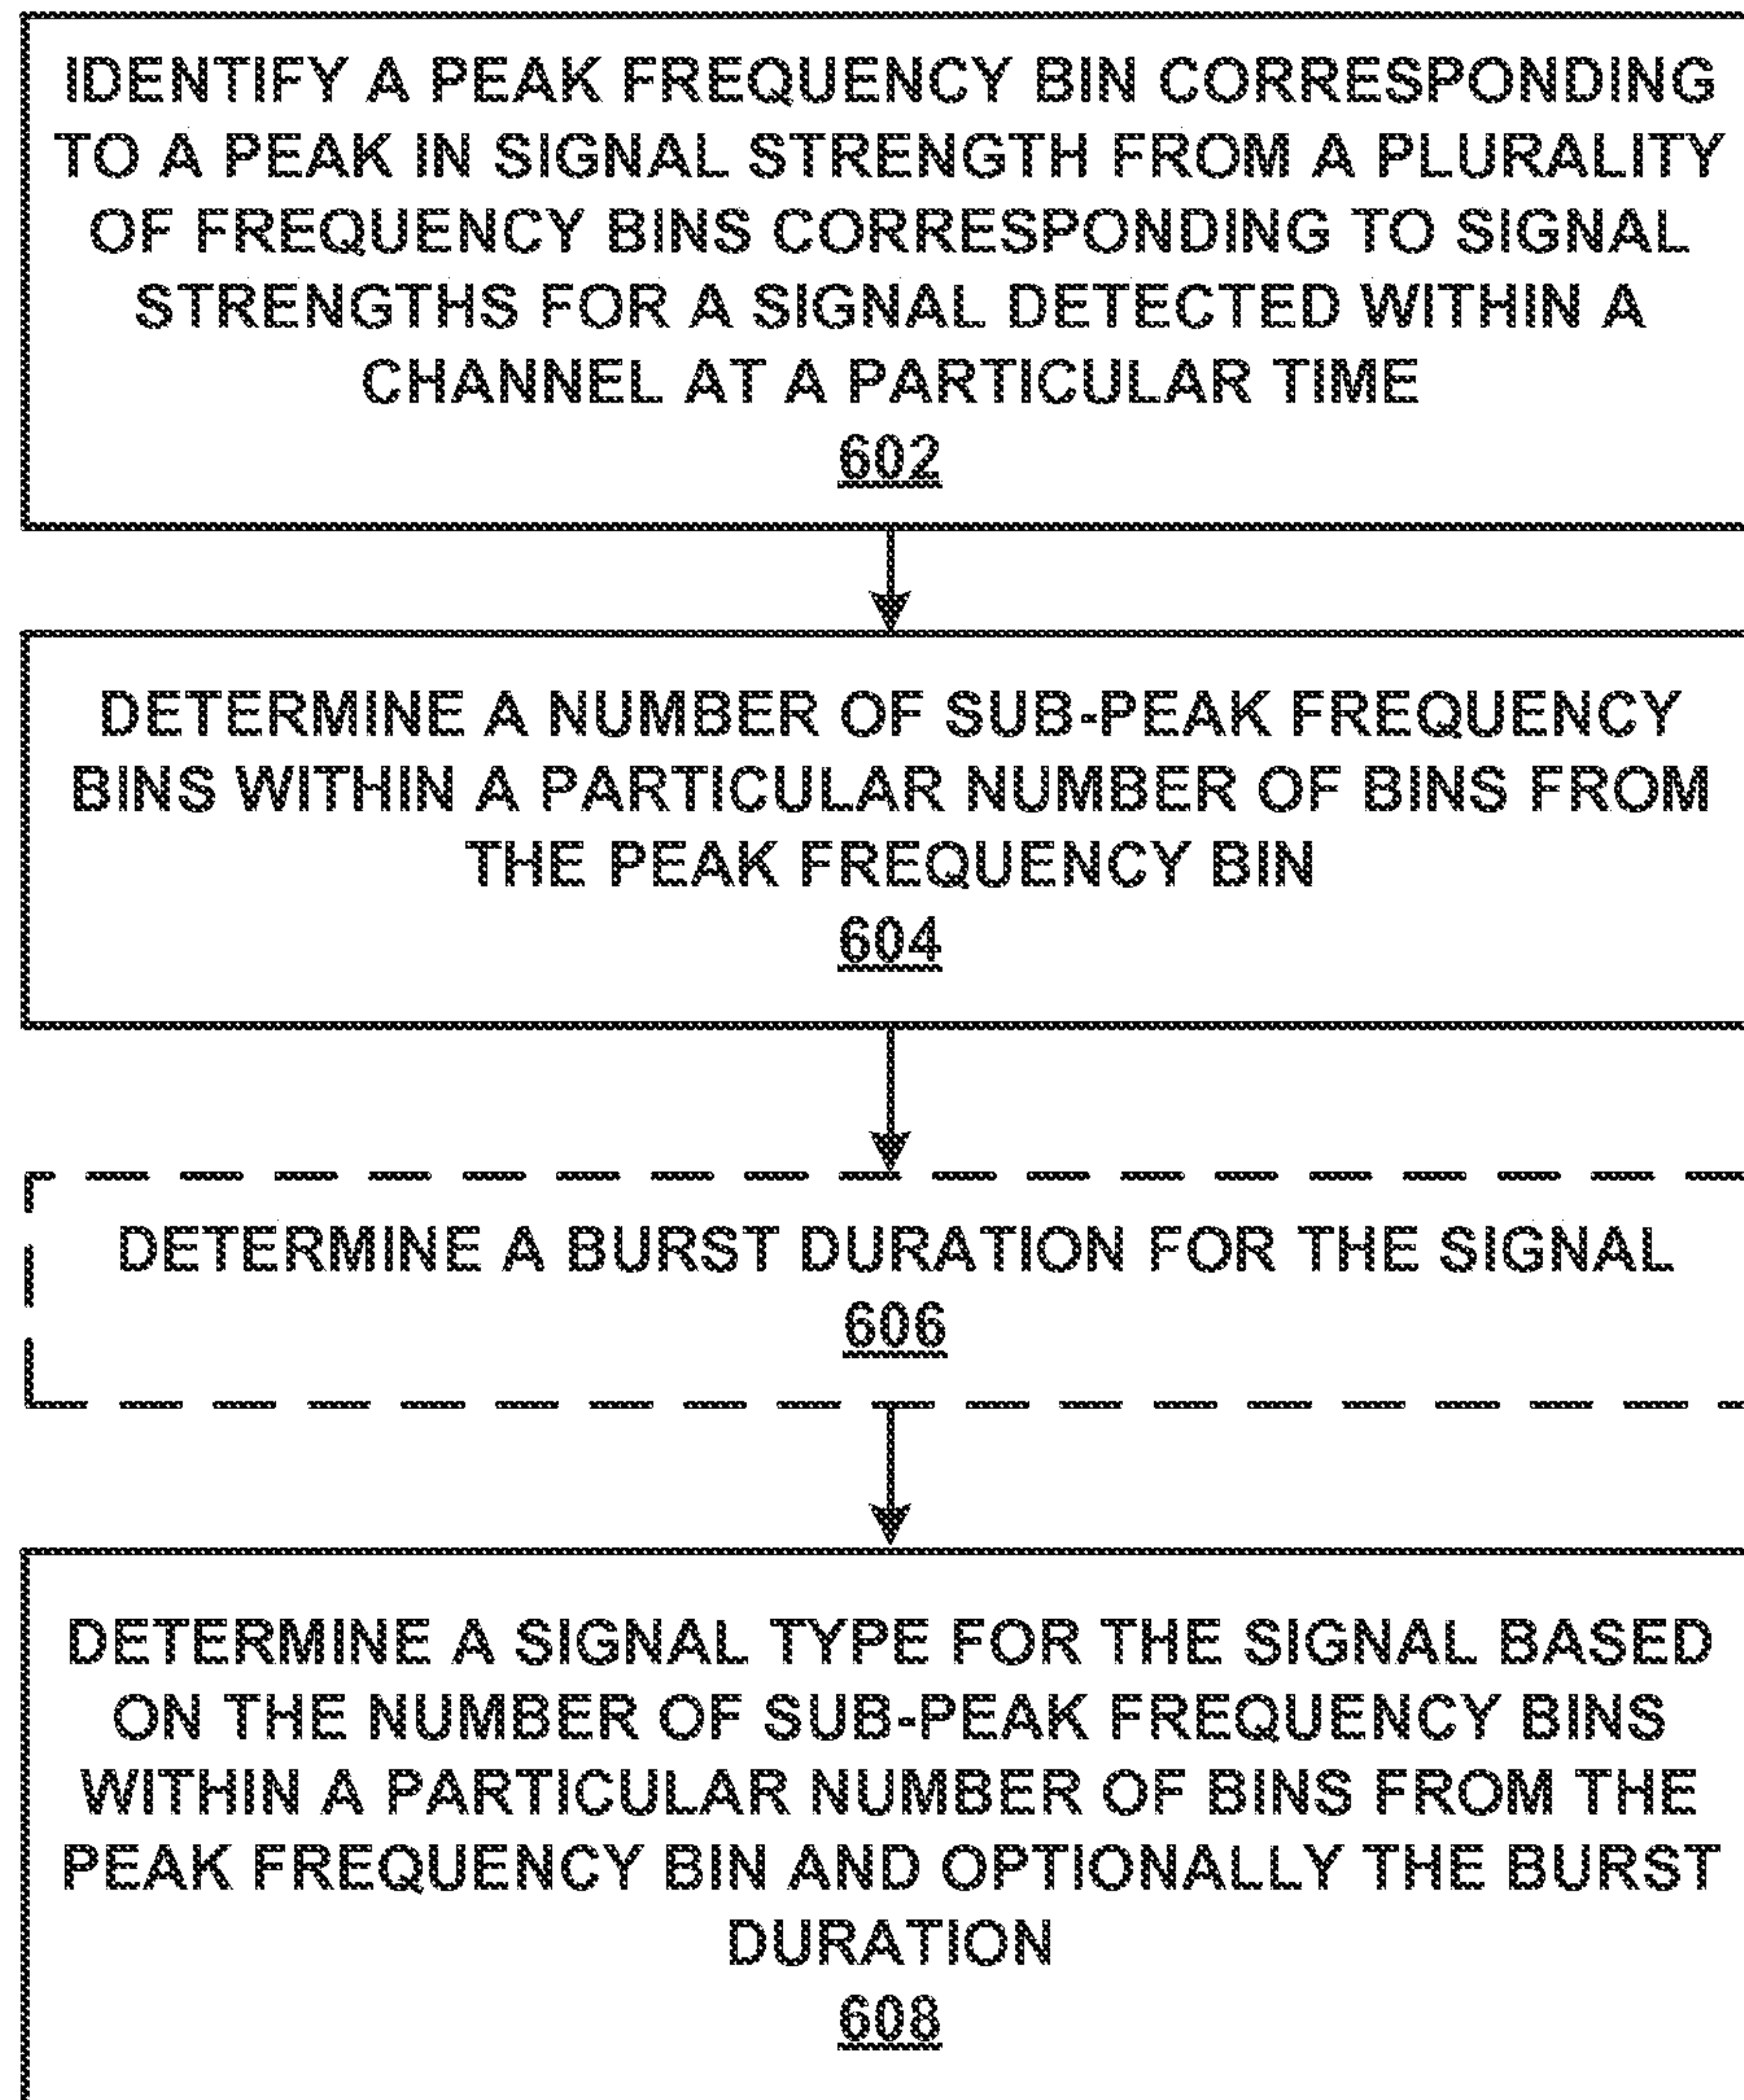 IDENTIFY A PEAK FREQUENCY BIN CORRESPONDING
TO A PEAK IN SIGNAL STRENGTH FROM A PLURALITY
OF FREQUENCY BINS CORRESPONDING TO SIGNAL
STRENGTHS FOR A SIGNAL DETECTED WITHIN A
CHANNEL AT A PARTICULAR TIME
602
DETERMINE A NUMBER OF SUB-PEAK FREQUENCY
BINS WITHIN A PARTICULAR NUMBER OF BINS FROM
THE PEAK FREQUENCY BIN
604
DETERMINE A BURST DURATION FOR THE SIGNAL
606
DETERMINE A SIGNAL TYPE FOR THE SIGNAL BASED
ON THE NUMBER OF SUB-PEAK FREQUENCY BINS
WITHIN A PARTICULAR NUMBER OF BINS FROM THE
PEAK FREQUENCY BIN AND OPTIONALLY THE BURST
DURATION
608